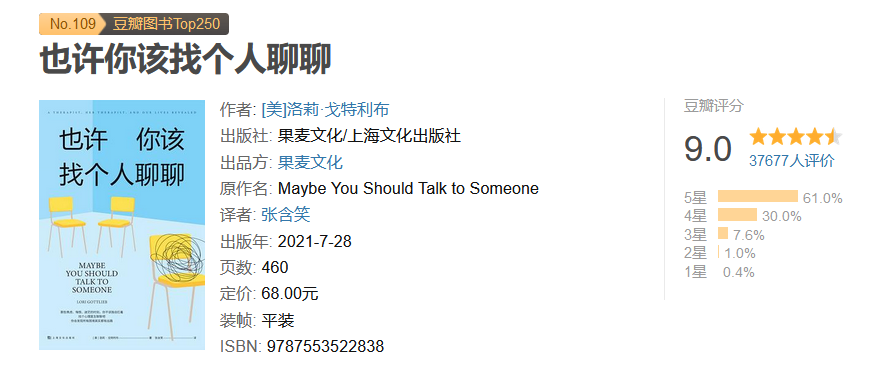 No.109 豆瓣图书Top250
也许你该找个人聊聊
也许 你该
找个人聊聊
MAYBE
YOU SHOULD
TALK TO
SOMEONE
LORI GOTTLIEB
作者: [美]洛莉·戈特利布
出版社: 果麦文化/上海文化出版社
出品方: 果麦文化
原作名: Maybe You Should Talk to Someone
译者: 张含笑
出版年: 2021-7-28
页数: 460
定价: 68.00元
装帧: 平装
ISBN: 9787553522838
豆瓣评分
9.0
37677人评价
5星 61.0%
4星 30.0%
3星 7.6%
2星 1.0%
1星 0.4%